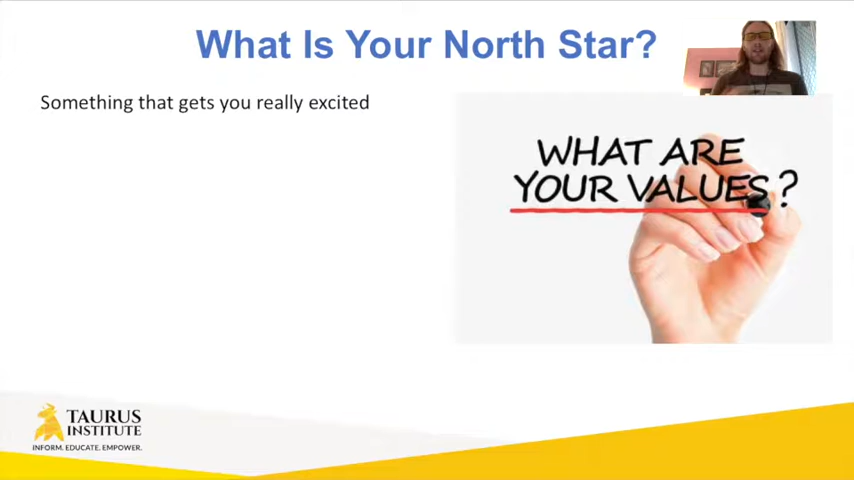 What Is Your North Star?
Something that gets you really excited
WHAT ARE
YOUR VALUES?
TAURUS
INSTITUTE
INFORM. EDUCATE. EMPOWER.